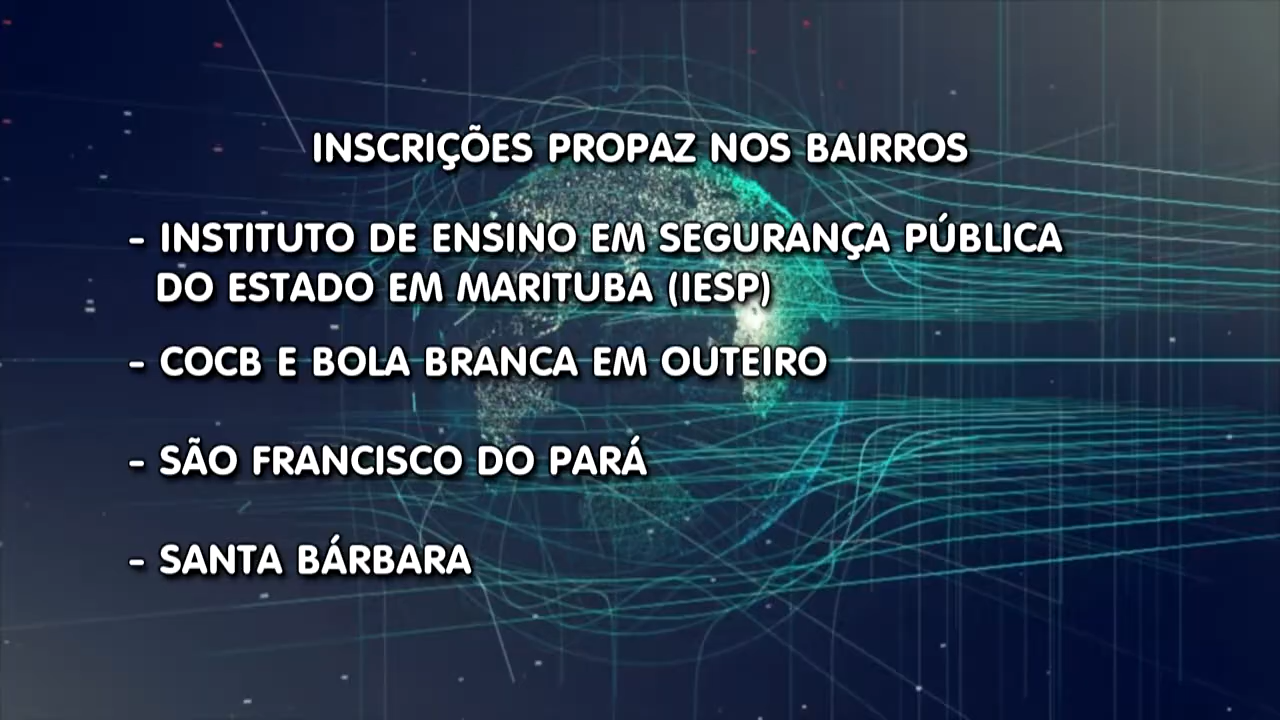 INSCRIÇÕES PROPAZ NOS BAIRROS
- INSTITUTO DE ENSINO EM SEGURANÇA PÚBLICA
DO ESTADO EM MARITUBA (IESP)
- COCB E BOLA BRANCA EM OUTEIRO
- SÃO FRANCISCO DO PARÁ
- SANTA BÁRBARA